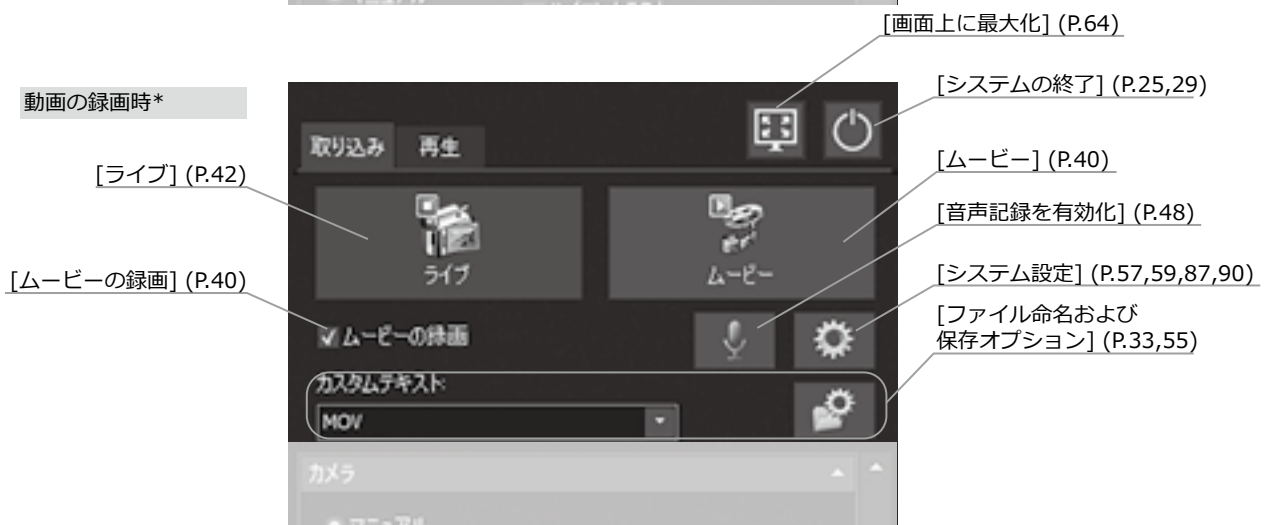 [画面上に最大化] (P.64)
動画の録画時*
[システムの終了] (P.25,29)
取り込み 再生
[ライブ] (P.42)
[ムービー] (P.40)
[音声記録を有効化] (P.48)
ライブ
ムービー
[ムービーの録画] (P.40)
[システム設定] (P.57,59,87,90)
ムービーの録画
[ファイル命名および
保存オプション] (P.33,55)
カスタムテキスト:
MOV
カメラ